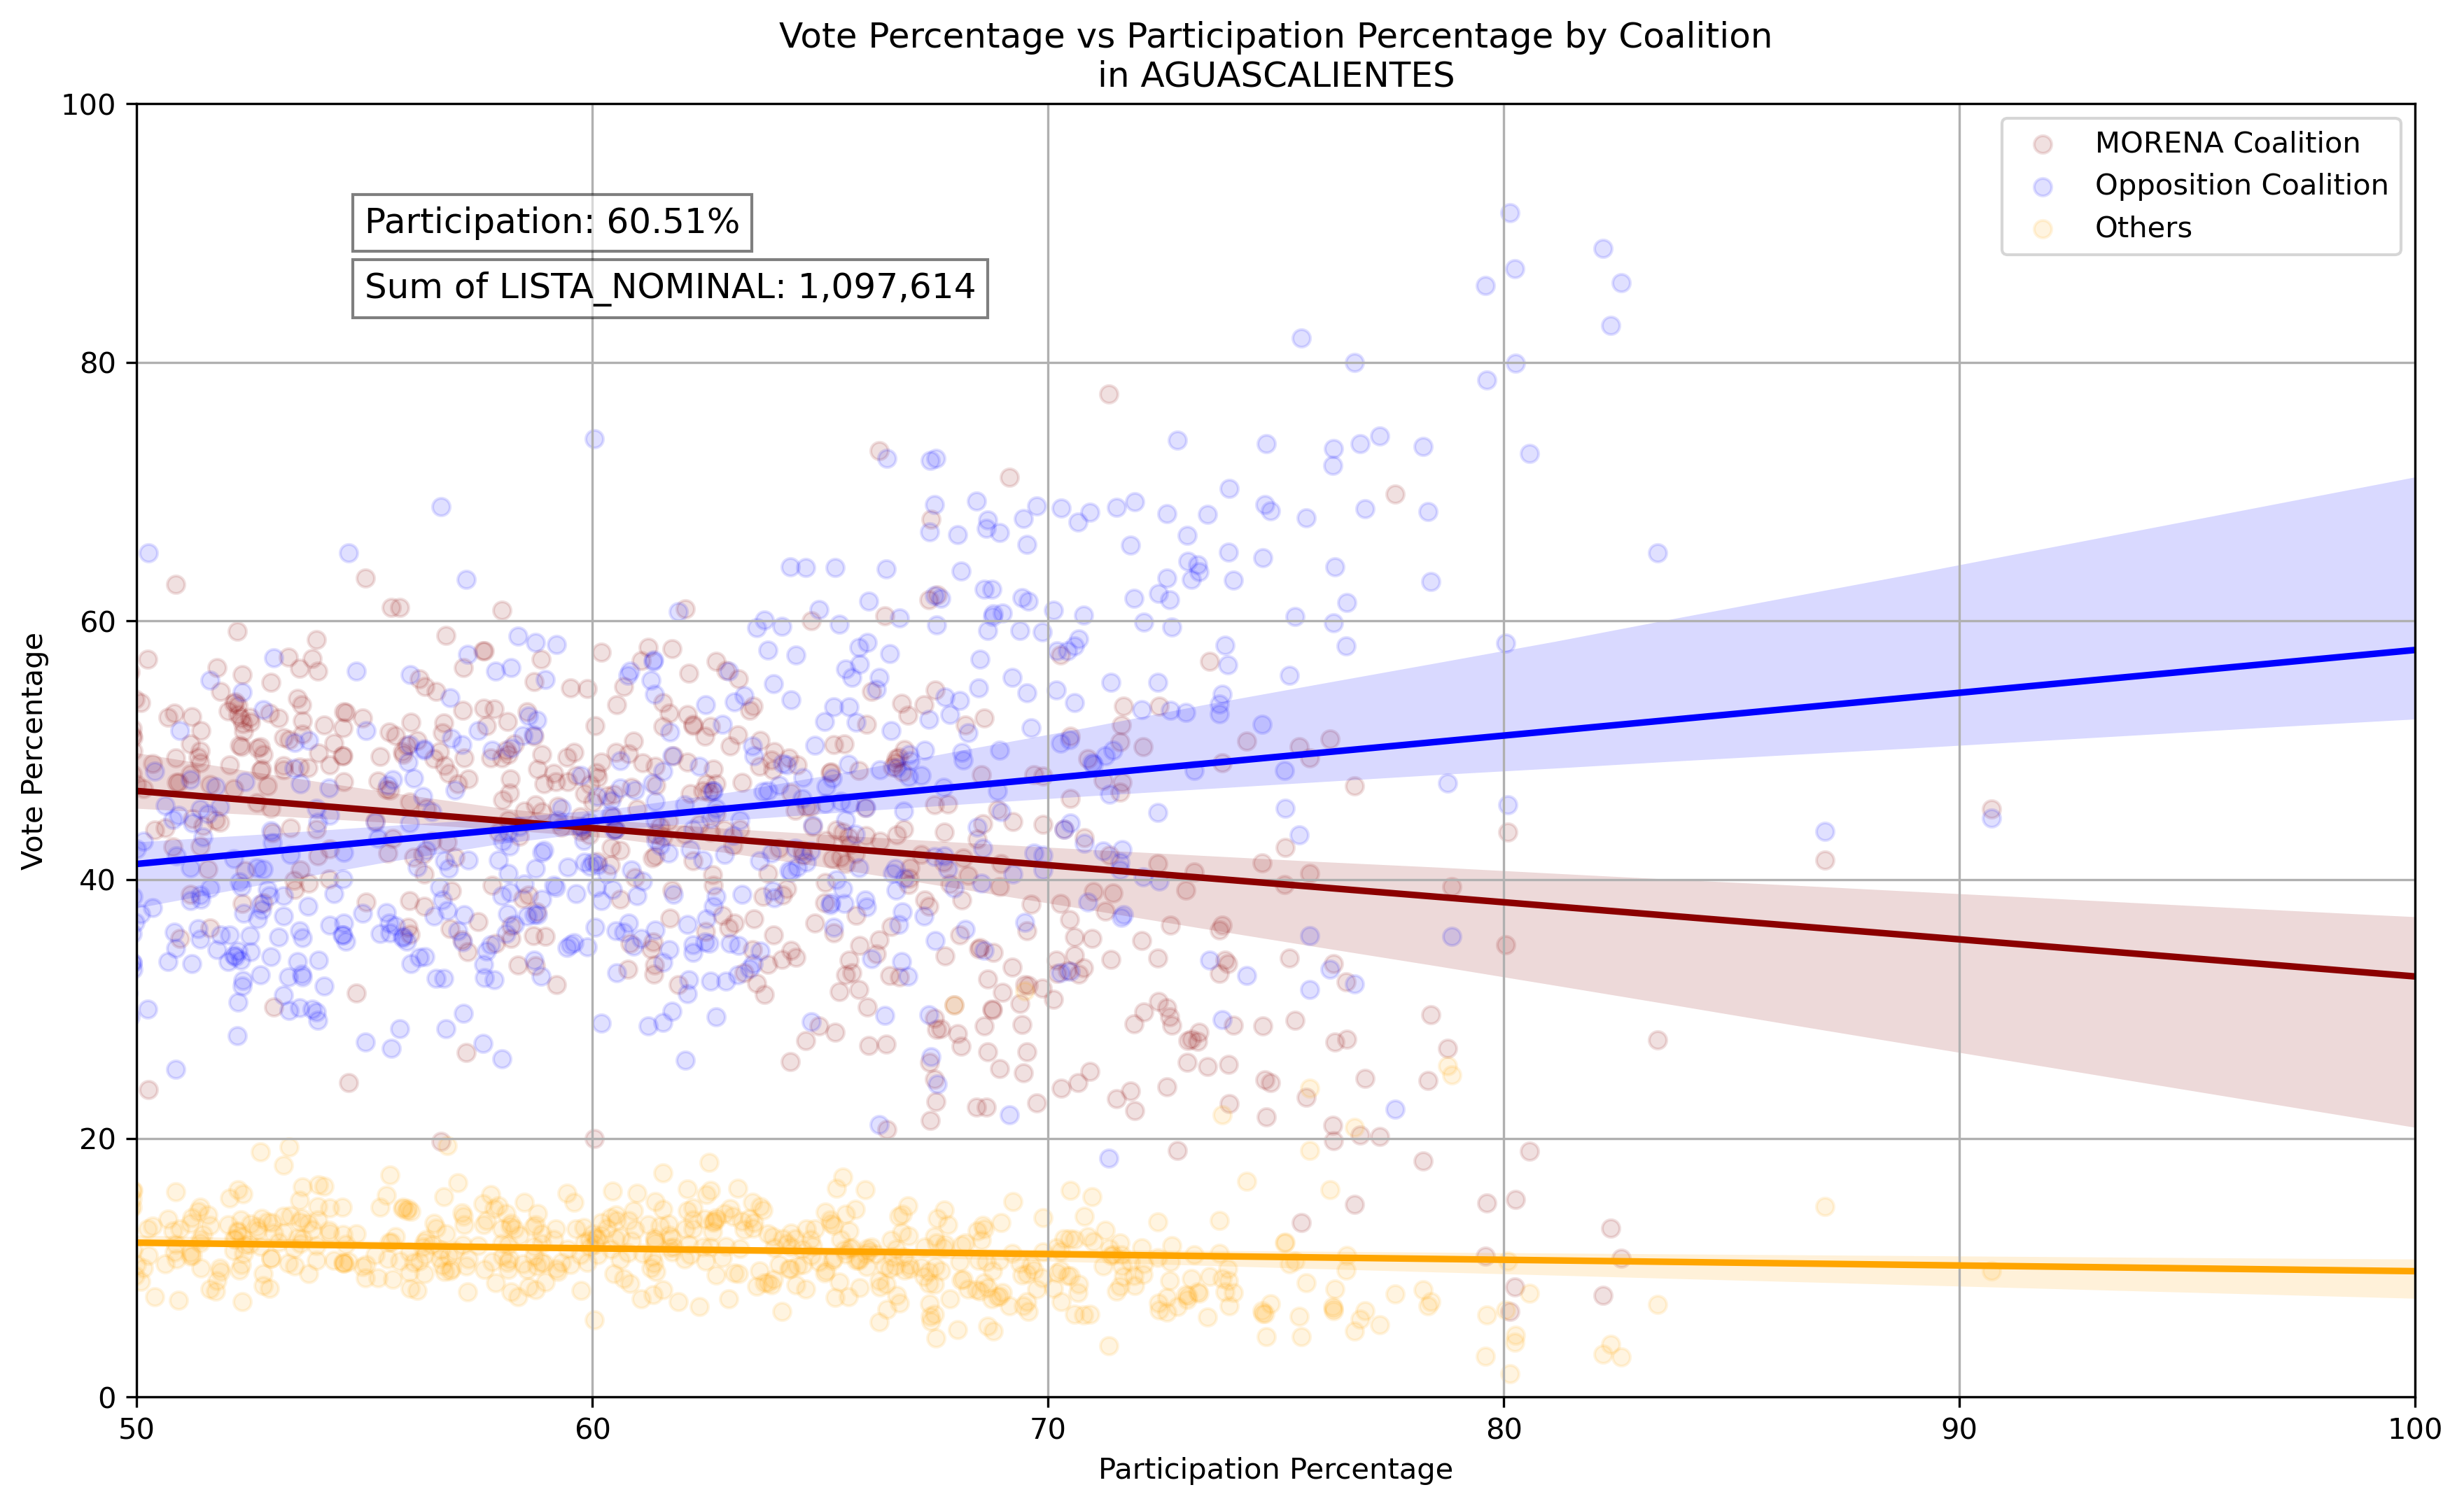 Vote Percentage vs Participation Percentage by Coalition
in AGUASCALIENTES
100
80
60
40
20
0
Vote Percentage
Participation: 60.51%
Sum of LISTA_NOMINAL: 1,097,614
MORENA Coalition
Opposition Coalition
Others
50
60
70
80
90
100
Participation Percentage